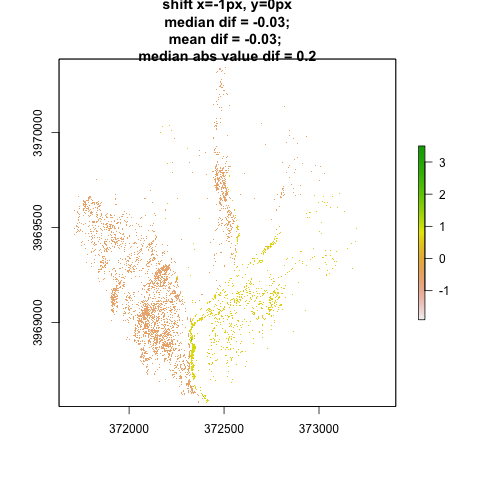 shift x=-1px, y=0px
median dif = -0.03;
mean dif = -0.03;
median abs value dif = 0.2
3970000
3969500
3969000
372000
372500
373000
3
2
1
0
-1